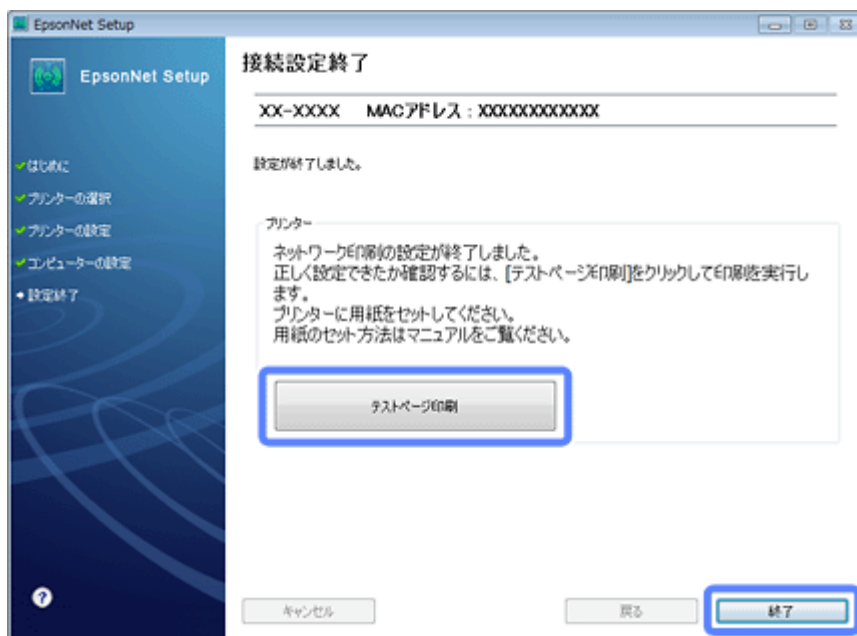 EpsonNet Setup
EpsonNet Setup
接続設定終了
XX-XXXX MACアドレス：XXXXXXXXXXXX
はじめに
プリンターの選択
プリンターの設定
コンピューターの設定
設定終了
設定が終了しました。
プリンター
ネットワーク印刷の設定が終了しました。
正しく設定できたか確認するには、[テストページ印刷]をクリックして印刷を実行し
ます。
プリンターに用紙をセットしてください。
用紙のセット方法はマニュアルをご覧ください。
テストページ印刷
?
キャンセル
戻る
終了